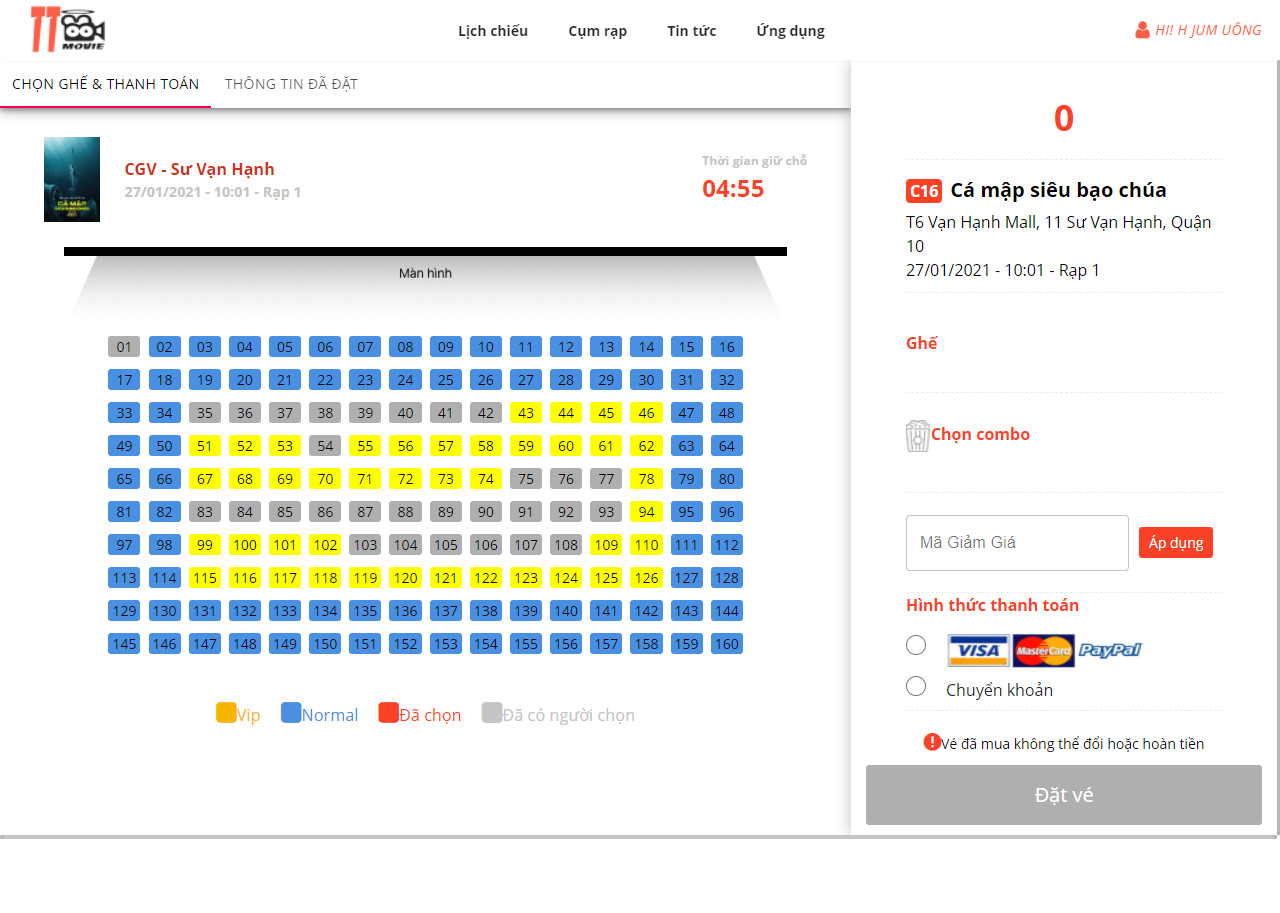 TT MOVIE
Lịch chiếu Cụm rạp Tin tức Ứng dụng
HI! H JUM UÔNG
CHỌN GHẾ & THANH TOÁN THÔNG TIN ĐÃ ĐẶT
CGV - Sư Vạn Hạnh
27/01/2021 - 10:01 - Rạp 1
CÁ MẬP
Thời gian giữ chỗ
04:55
Màn hình
01 02 03 04 05 06 07 08 09 10 11 12 13 14 15 16
17 18 19 20 21 22 23 24 25 26 27 28 29 30 31 32
33 34 35 36 37 38 39 40 41 42 43 44 45 46 47 48
49 50 51 52 53 54 55 56 57 58 59 60 61 62 63 64
65 66 67 68 69 70 71 72 73 74 75 76 77 78 79 80
81 82 83 84 85 86 87 88 89 90 91 92 93 94 95 96
97 98 99 100 101 102 103 104 105 106 107 108 109 110 111 112
113 114 115 116 117 118 119 120 121 122 123 124 125 126 127 128
129 130 131 132 133 134 135 136 137 138 139 140 141 142 143 144
145 146 147 148 149 150 151 152 153 154 155 156 157 158 159 160
Vip Normal Đã chọn Đã có người chọn
0
C16 Cá mập siêu bạo chúa
T6 Vạn Hạnh Mall, 11 Sư Vạn Hạnh, Quận
10
27/01/2021 - 10:01 - Rạp 1
Ghế
Chọn combo
Mã Giảm Giá Áp dụng
Hình thức thanh toán
VISA MasterCard PayPal
Chuyển khoản
Vé đã mua không thể đổi hoặc hoàn tiền
Đặt vé